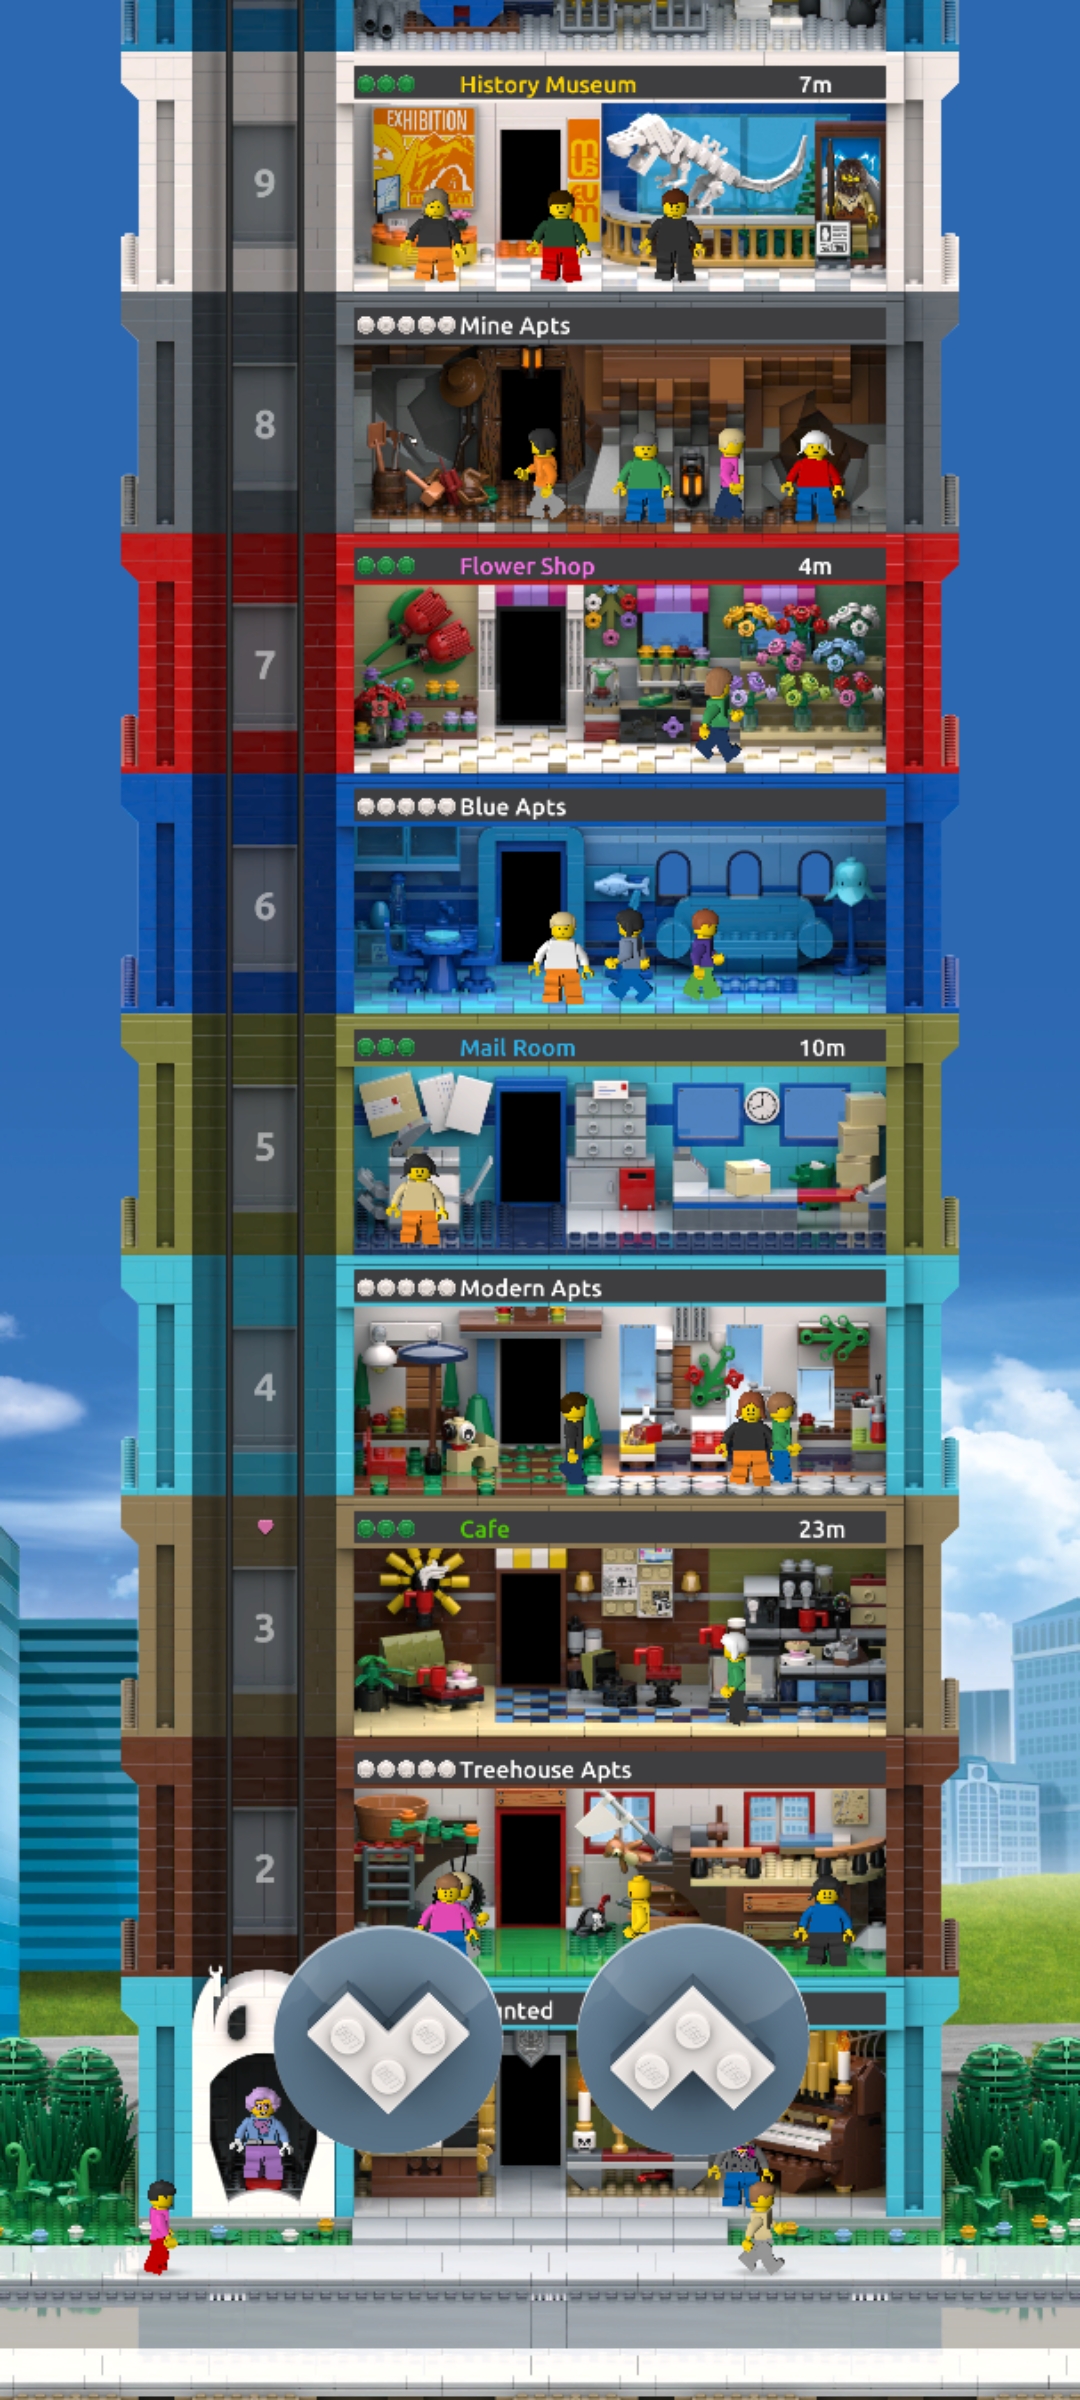 History Museum 7m
EXHIBITION
museum
9
Mine Apts
8
Flower Shop 4m
7
Blue Apts
6
Mail Room 10m
5
Modern Apts
4
Cafe 23m
3
Treehouse Apts
2
nted